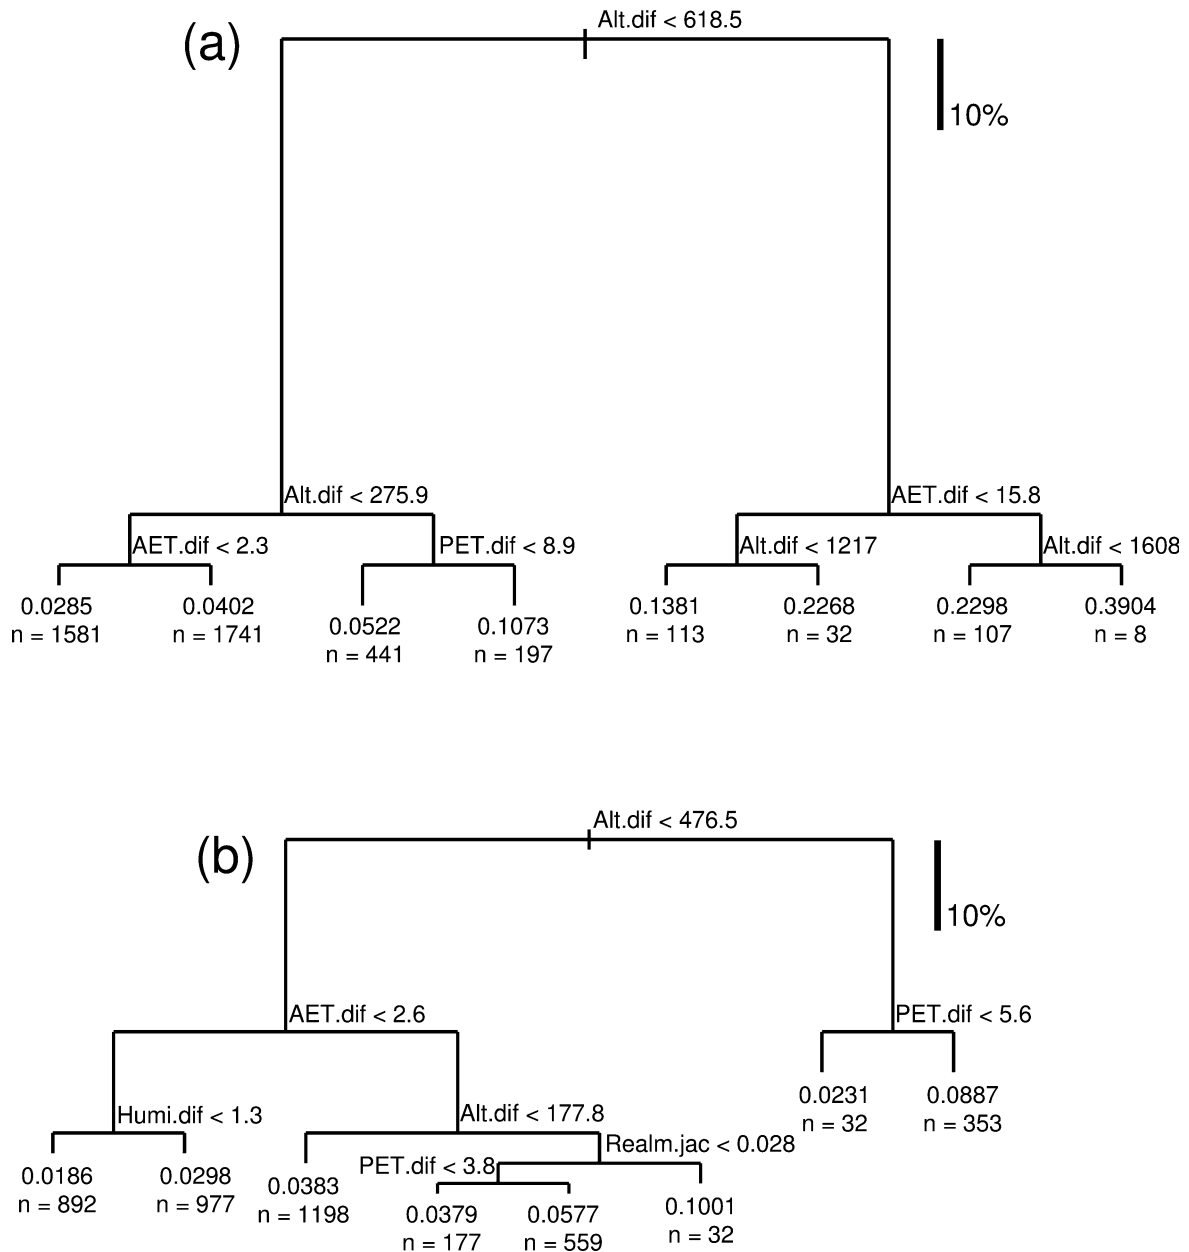 (a)
Alt.dif < 618.5
10%
Alt.dif < 275.9
AET.dif < 15.8
AET.dif < 2.3
PET.dif < 8.9
Alt.dif < 1217
Alt.dif < 1608
0.0285
n = 1581
0.0402
n = 1741
0.0522
n = 441
0.1073
n = 197
0.1381
n = 113
0.2268
n = 32
0.2298
n = 107
0.3904
n = 8
(b)
Alt.dif < 476.5
10%
AET.dif < 2.6
PET.dif < 5.6
0.0231
n = 32
0.0887
n = 353
Humi.dif < 1.3
Alt.dif < 177.8
Realm.jac < 0.028
PET.dif < 3.8
0.0186
n = 892
0.0298
n = 977
0.0383
n = 1198
0.0379
n = 177
0.0577
n = 559
0.1001
n = 32